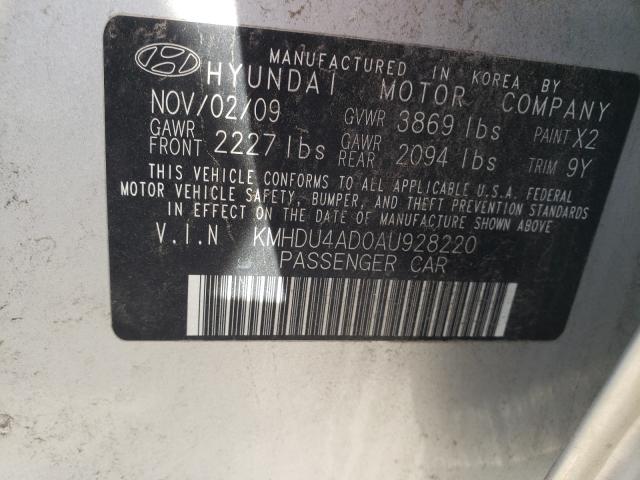 MANUFACTURED IN KOREA BY
HYUNDAI MOTOR COMPANY
NOV/02/09 GVWR 3869 lbs PAINT X2
GAWR FRONT 2227 lbs GAWR REAR 2094 lbs TRIM 9Y
THIS VEHICLE CONFORMS TO ALL APPLICABLE U.S.A. FEDERAL
MOTOR VEHICLE SAFETY, BUMPER, AND THEFT PREVENTION STANDARDS
IN EFFECT ON THE DATE OF MANUFACTURE SHOWN ABOVE.
V.I.N KMHDU4AD0AU928220
PASSENGER CAR